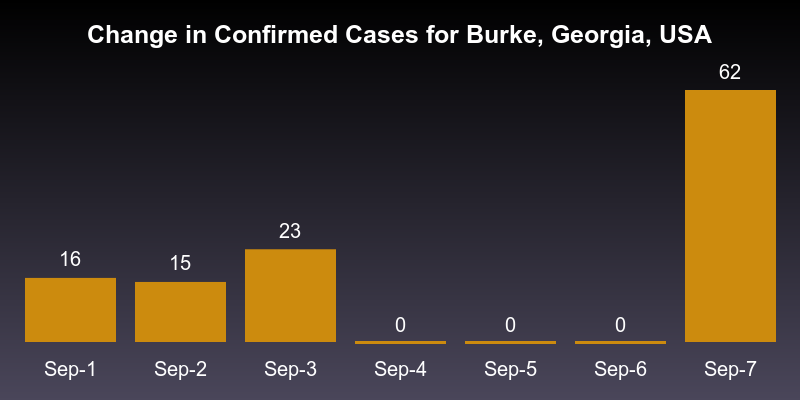 Change in Confirmed Cases for Burke, Georgia, USA
62
23
16
15
0 0 0
Sep-1 Sep-2 Sep-3 Sep-4 Sep-5 Sep-6 Sep-7